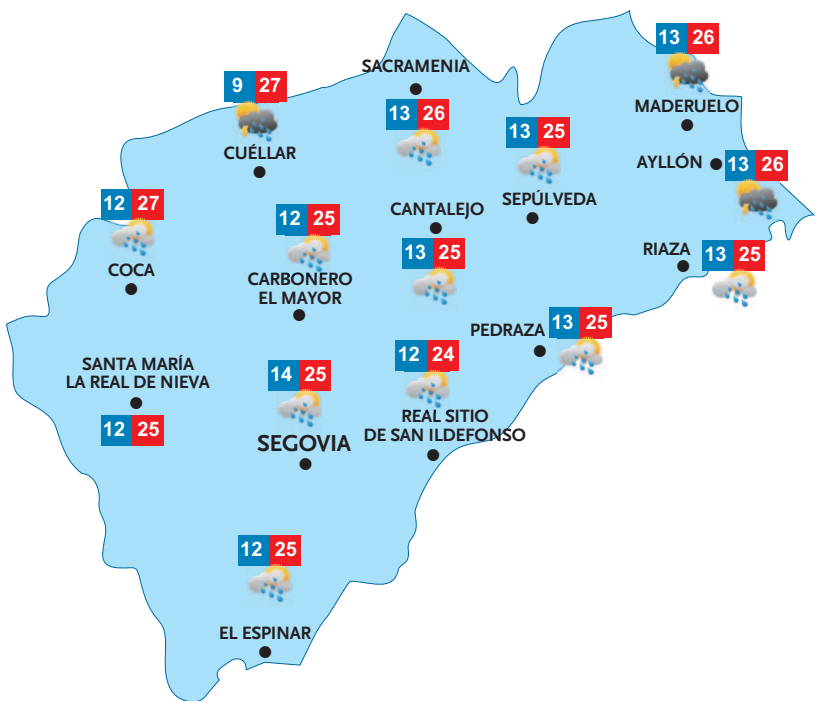 13 26
MADERUELO
SACRAMENIA
13 26
9 27
CUÉLLAR
13 25
SEPÚLVEDA
AYLLÓN
13 26
12 27
COCA
12 25
CARBONERO
EL MAYOR
CANTALEJO
13 25
RIAZA
13 25
PEDRAZA
13 25
SANTA MARÍA
LA REAL DE NIEVA
12 25
14 25
SEGOVIA
12 24
REAL SITIO
DE SAN ILDEFONSO
12 25
EL ESPINAR